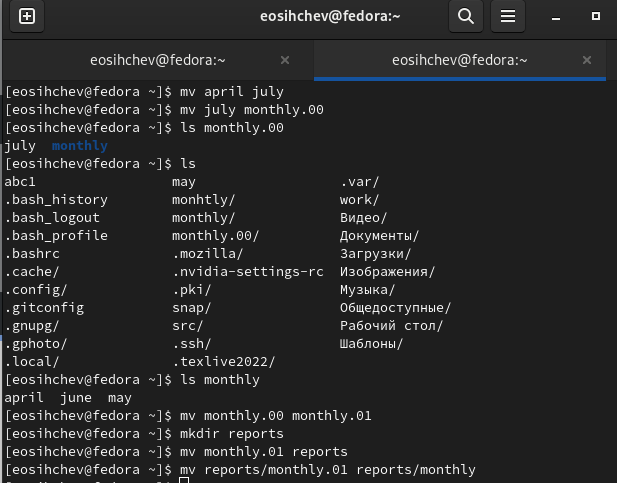 eosihchev@fedora:~
eosihchev@fedora:~ × eosihchev@fedora:~ ×
[eosihchev@fedora ~]$ mv april july
[eosihchev@fedora ~]$ mv july monthly.00
[eosihchev@fedora ~]$ ls monthly.00
july monthly
[eosihchev@fedora ~]$ ls
abc1 may .var/
.bash_history monhtly/ work/
.bash_logout monthly/ Видео/
.bash_profile monthly.00/ Документы/
.bashrc .mozilla/ Загрузки/
.cache/ .nvidia-settings-rc Изображения/
.config/ .pki/ Музыка/
.gitconfig snap/ Общедоступные/
.gnupg/ src/ Рабочий стол/
.gphoto/ .ssh/ Шаблоны/
.local/ .texlive2022/
[eosihchev@fedora ~]$ ls monthly
april june may
[eosihchev@fedora ~]$ mv monthly.00 monthly.01
[eosihchev@fedora ~]$ mkdir reports
[eosihchev@fedora ~]$ mv monthly.01 reports
[eosihchev@fedora ~]$ mv reports/monthly.01 reports/monthly
[eosihchev@fedora ~]$